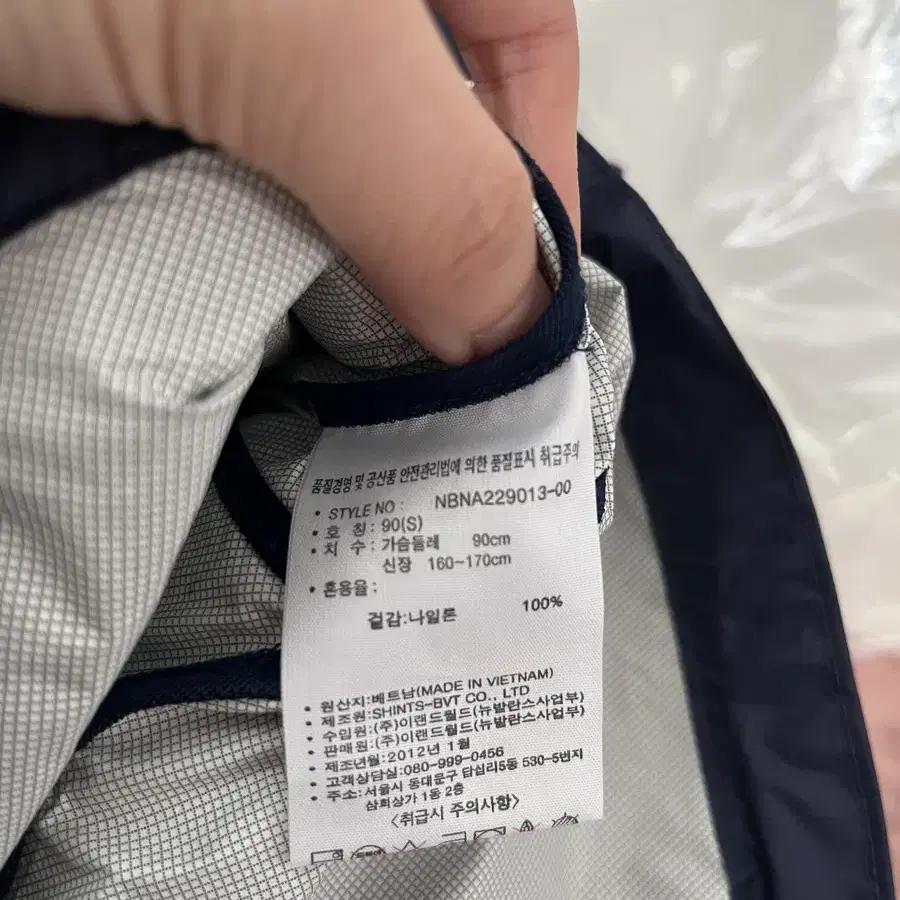 품질경영 및 공산품 안전관리법에 의한 품질표시 취급주의
• STYLE NO : NBNA229013-00
• 호 칭 : 90(S)
• 치 수 : 가슴둘레 90cm
신장 160~170cm
• 혼용율 :
겉감:나일론 100%
• 원산지:베트남(MADE IN VIETNAM)
• 제조원:SHINTS-BVT CO., LTD
• 수입원:(주)이랜드월드(뉴발란스사업부)
• 판매원:(주)이랜드월드(뉴발란스사업부)
• 제조년월:2012년 1월
• 고객상담실:080-999-0456
• 주소:서울시 동대문구 답십리5동 530-5번지
삼희상가 1동 2층
<취급시 주의사항>